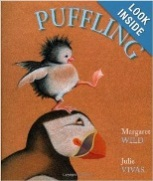 PUFFLING
LOOK
INSIDE
Margaret
WILD
Julie
VIVAS